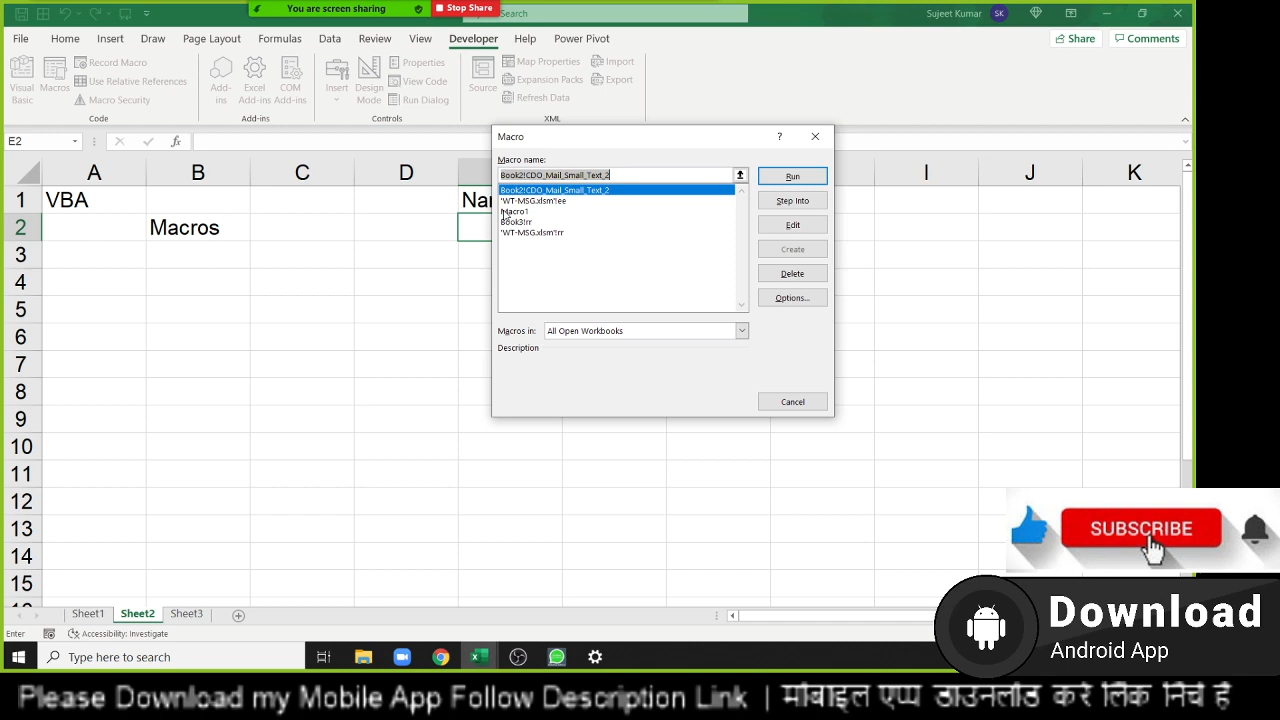 You are screen sharing
Stop Share
Search
Sujeet Kumar
SK
File Home Insert Draw Page Layout Formulas Data Review View Developer Help Power Pivot
Share
Comments
Visual Basic
Macros
Record Macro
Use Relative References
Macro Security
Code
Add-ins
Excel Add-ins
COM Add-ins
Add-ins
Insert
Design Mode
Properties
View Code
Run Dialog
Controls
Source
Map Properties
Expansion Packs
Refresh Data
Import
Export
XML
E2
fx
A B C D I J K
1 VBA Nam
2 Macros
3
4
5
6
7
8
9
10
11
12
13
14
15
Macro
?
Macro name:
Book2!CDO_Mail_Small_Text_2
Book2!CDO_Mail_Small_Text_2
'WT-MSG.xlsm'!ee
Macro1
Book3!rr
'WT-MSG.xlsm'!rr
Run
Step Into
Edit
Create
Delete
Options...
Macros in: All Open Workbooks
Description
Cancel
SUBSCRIBE
Download
Android App
Sheet1 Sheet2 Sheet3
Enter
Accessibility: Investigate
Type here to search
Please Download my Mobile App Follow Description Link | मोबाइल एप्प डाउनलोड करे लिंक निचे है